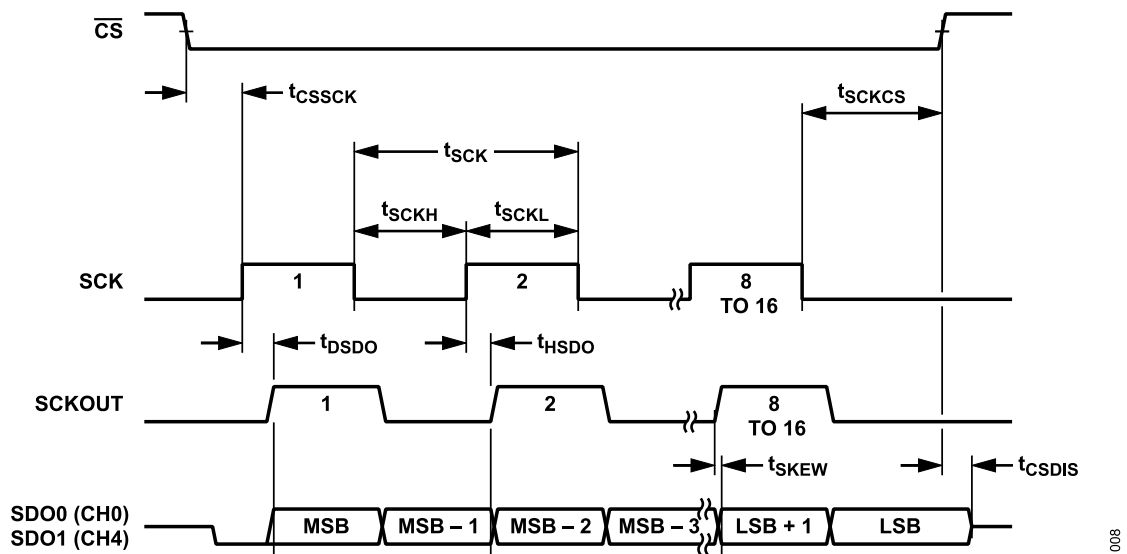 CS
tCSSCK
tSCKCS
tSCK
tSCKH
tSCKL
SCK
1
2
8
TO 16
tDSDO
tHSDO
SCKOUT
1
2
8
TO 16
tSKEW
tCSDIS
SDO0 (CH0)
SDO1 (CH4)
MSB
MSB – 1
MSB – 2
MSB – 3
LSB + 1
LSB
008